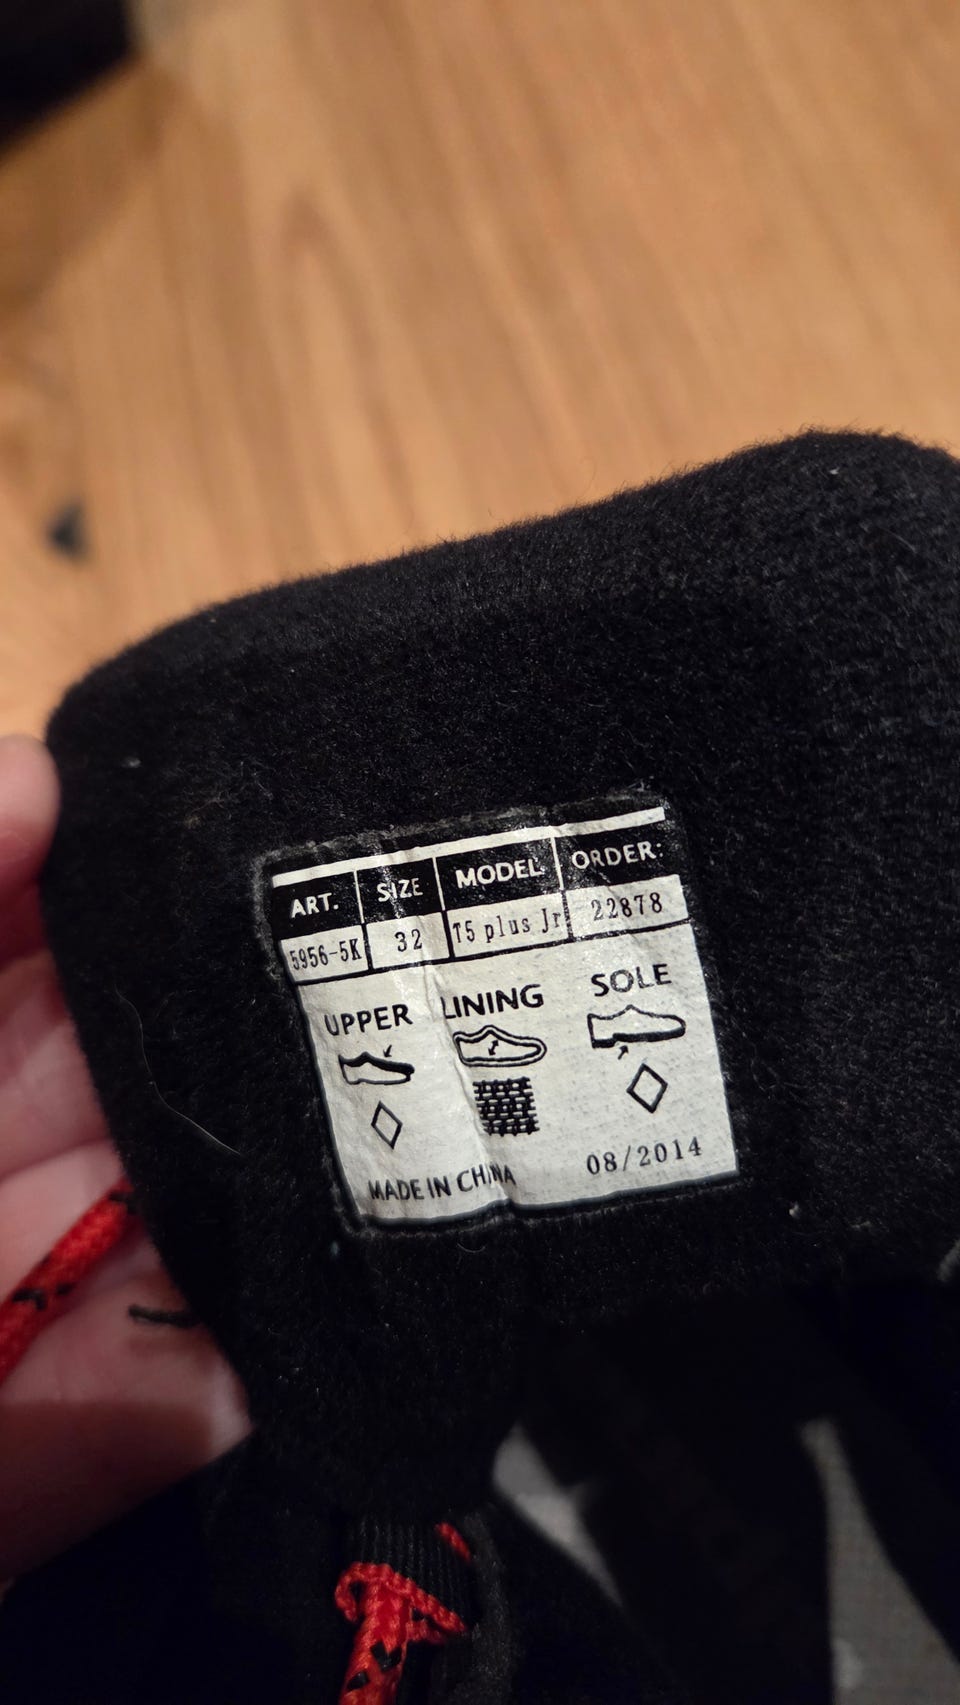 ART. SIZE MODEL ORDER:
5956-5K 32 T5 plus Jr 22878
UPPER LINING SOLE
MADE IN CHINA 08/2014